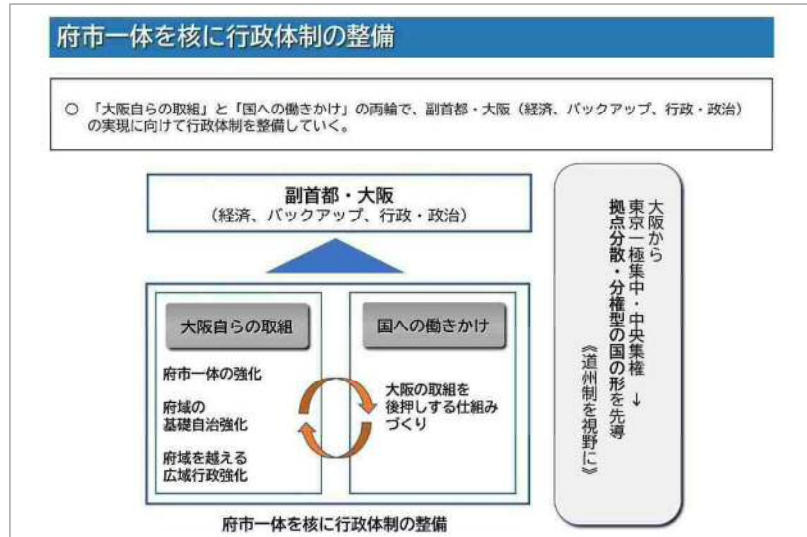 府市一体を核に行政体制の整備
○ 「大阪自らの取組」と「国への働きかけ」の両輪で、副首都・大阪（経済、バックアップ、行政・政治）
の実現に向けて行政体制を整備していく。
副首都・大阪
（経済、バックアップ、行政・政治）
大阪自らの取組
府市一体の強化
府域の
基礎自治強化
府域を越える
広域行政強化
国への働きかけ
大阪の取組を
後押しする仕組み
づくり
府市一体を核に行政体制の整備
大阪から
東京一極集中・中央集権 →
拠点分散・分権型の国の形を先導
《道州制を視野に》